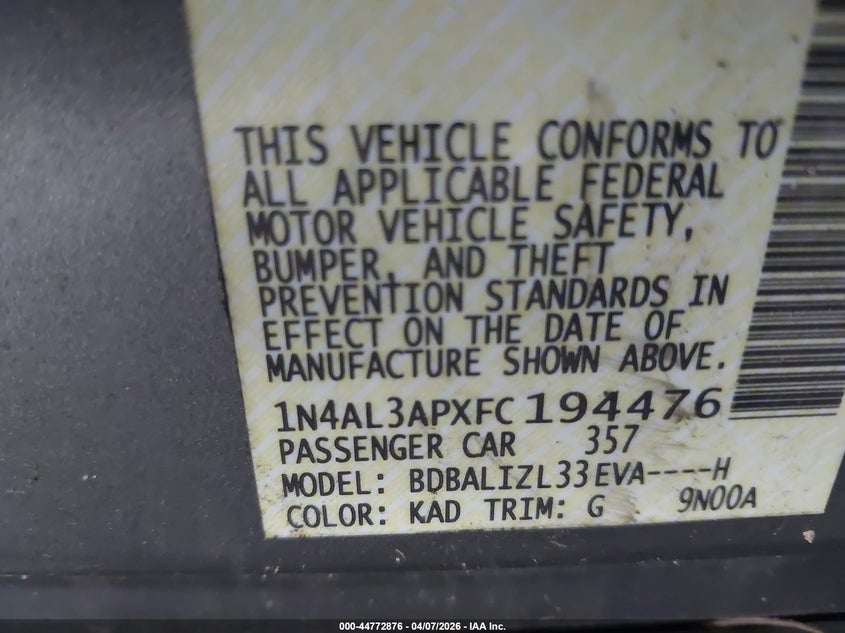 THIS VEHICLE CONFORMS TO
ALL APPLICABLE FEDERAL
MOTOR VEHICLE SAFETY,
BUMPER, AND THEFT
PREVENTION STANDARDS IN
EFFECT ON THE DATE OF
MANUFACTURE SHOWN ABOVE.
1N4AL3APXFC194476
PASSENGER CAR 357
MODEL: BDBALIZL33EVA----H
COLOR: KAD TRIM: G 9N00A
000-44772876 - 04/07/2026 - IAA Inc.